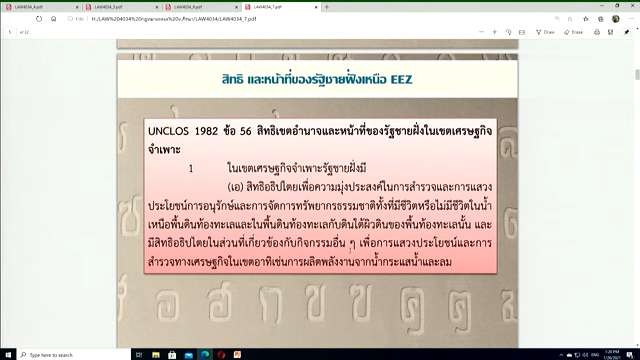 LAW4034_4.pdf
LAW4034_5.pdf
LAW4034_6.pdf
LAW4034_7.pdf
Draw
Erase
สิทธิ และหน้าที่ของรัฐชายฝั่งเหนือ EEZ
UNCLOS 1982 ข้อ 56 สิทธิเขตอำนาจและหน้าที่ของรัฐชายฝั่งในเขตเศรษฐกิจ
จำเพาะ
1 ในเขตเศรษฐกิจจำเพาะรัฐชายฝั่งมี
(เอ) สิทธิอธิปไตยเพื่อความมุ่งประสงค์ในการสำรวจและการแสวง
ประโยชน์การอนุรักษ์และการจัดการทรัพยากรธรรมชาติทั้งที่มีชีวิตหรือไม่มีชีวิตในน้ำ
เหนือพื้นดินท้องทะเลและในพื้นดินท้องทะเลกับดินใต้ผิวดินของพื้นท้องทะเลนั้น และ
มีสิทธิอธิปไตยในส่วนที่เกี่ยวข้องกับกิจกรรมอื่น ๆ เพื่อการแสวงประโยชน์และการ
สำรวจทางเศรษฐกิจในเขตอาทิเช่นการผลิตพลังงานจากน้ำกระแสน้ำและลม
Type here to search
ENG
1:20 PM
1/26/2021